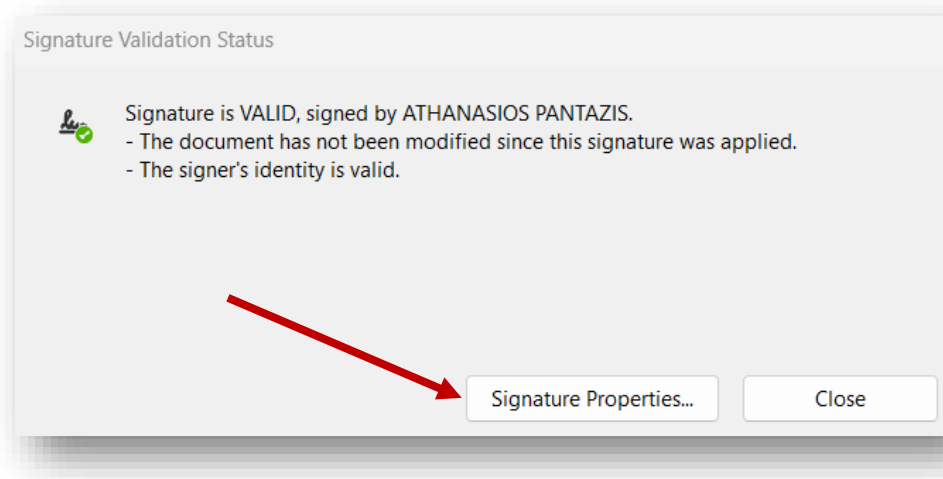 Signature Validation Status
Signature is VALID, signed by ATHANASIOS PANTAZIS.
- The document has not been modified since this signature was applied.
- The signer's identity is valid.
Signature Properties...
Close